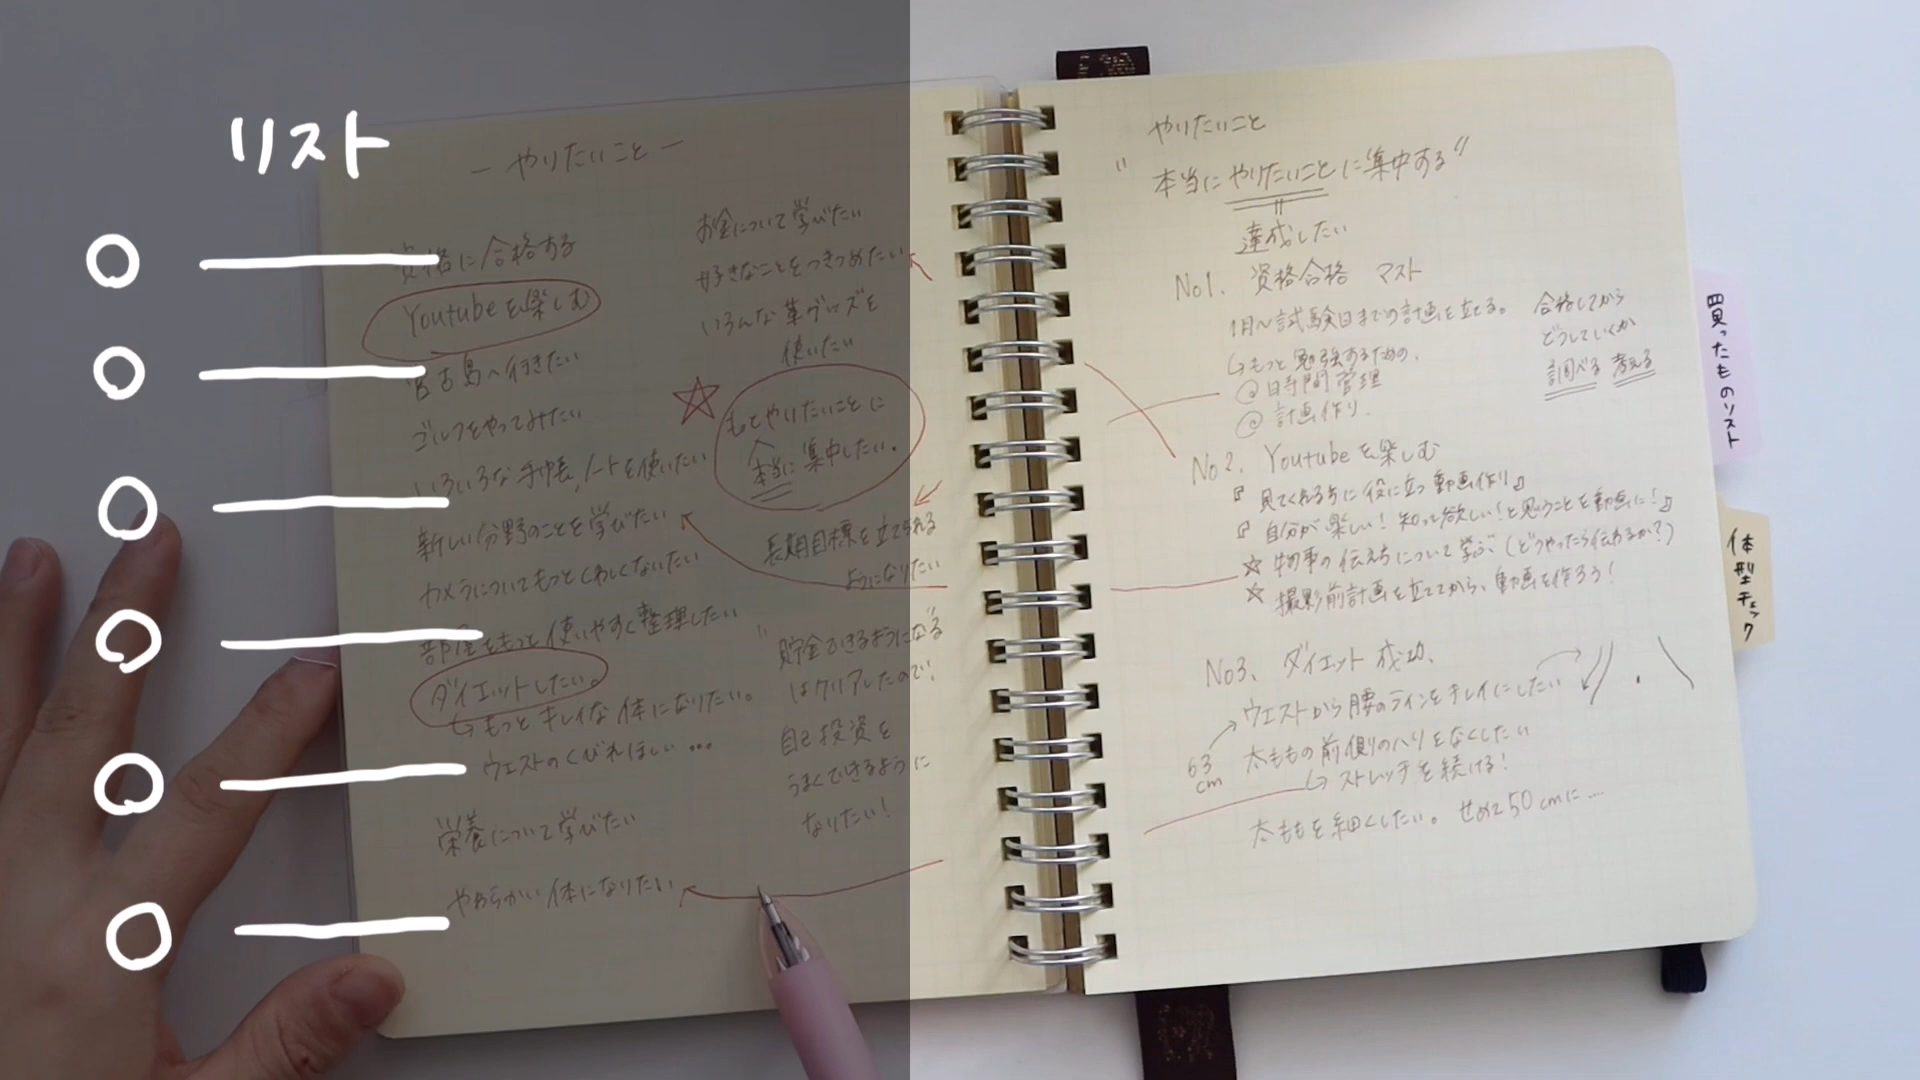 リスト
- やりたいこと -
資格に合格する
Youtubeを楽しむ
宮古島へ行きたい
ゴルフをやってみたい
いろいろな手帳、ノートを使いたい
新しい分野のことを学びたい
カメラについてもっとくわしくなりたい
部屋をもっと使いやすく整理したい
ダイエットしたい。
↳もっとキレイな体になりたい。
ウエストのくびれほしい…
栄養について学びたい
やわらかい体になりたい
お金について学びたい
好きなことをつきつめたい
いろんな革グッズを
使いたい
☆
もっとやりたいことに
本当に
集中したい。
長期目標を立てられる
ようになりたい
"貯金できるようになる"
はクリアしたので!
自己投資を
うまくできるように
なりたい!
やりたいこと
"本当にやりたいことに集中する"
達成したい
No1. 資格合格 マスト
1月〜試験日までの計画を立てる。
↳もっと勉強するための、
@時間管理
@計画作り.
合格してから
どうしていくか
調べる 考える
No2. Youtubeを楽しむ
『見てくれる方に役に立つ動画作り』
『自分が楽しい!知って欲しい!と思うことを動画に!』
☆ 物事の伝え方について学ぶ(どうやったら伝わるか?)
☆ 撮影前計画を立ててから、動画を作ろう!
No3. ダイエット成功、
ウエストから腰のラインをキレイにしたい
63
cm
太ももの前側のハリをなくしたい
↳ストレッチを続ける!
太ももを細くしたい。せめて50cmに…
買ったものリスト
体型チェック